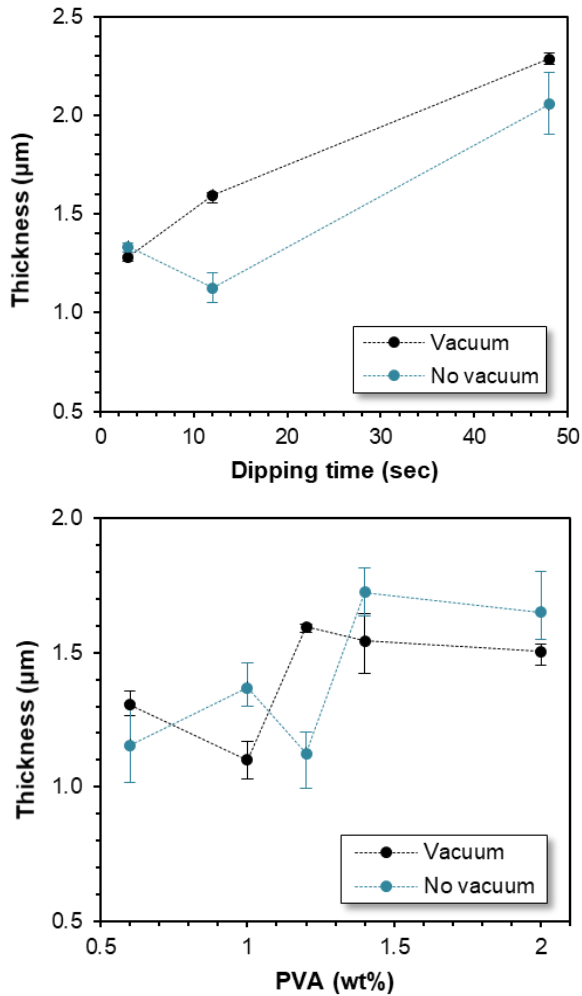 2.5
2.0
1.5
1.0
0.5
Thickness (µm)
Vacuum
No vacuum
0 10 20 30 40 50
Dipping time (sec)
2.0
1.5
1.0
0.5
Thickness (µm)
Vacuum
No vacuum
0.5 1 1.5 2
PVA (wt%)